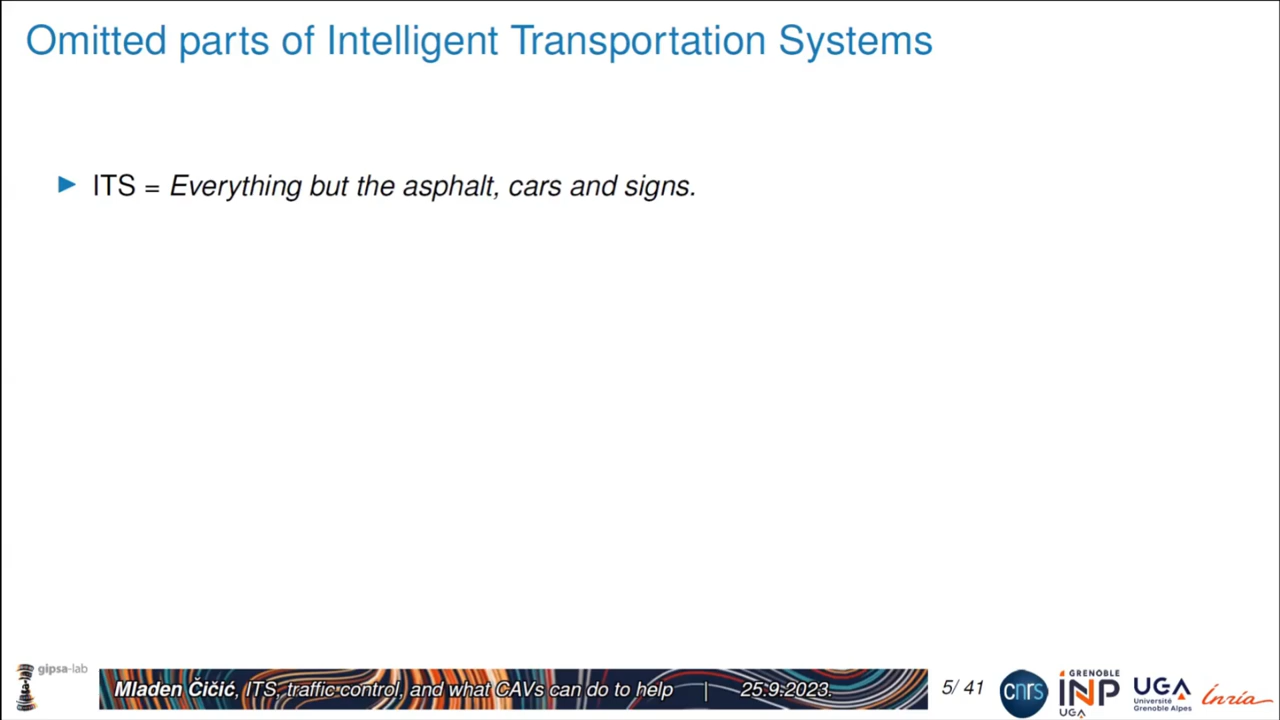 Omitted parts of Intelligent Transportation Systems
ITS = Everything but the asphalt, cars and signs.
gipsa-lab
Mladen Čičić, ITS, traffic control, and what CAVs can do to help | 25.9.2023.
5/ 41
cnrs
GRENOBLE
INP
UGA
UGA
Université
Grenoble Alpes
Inria